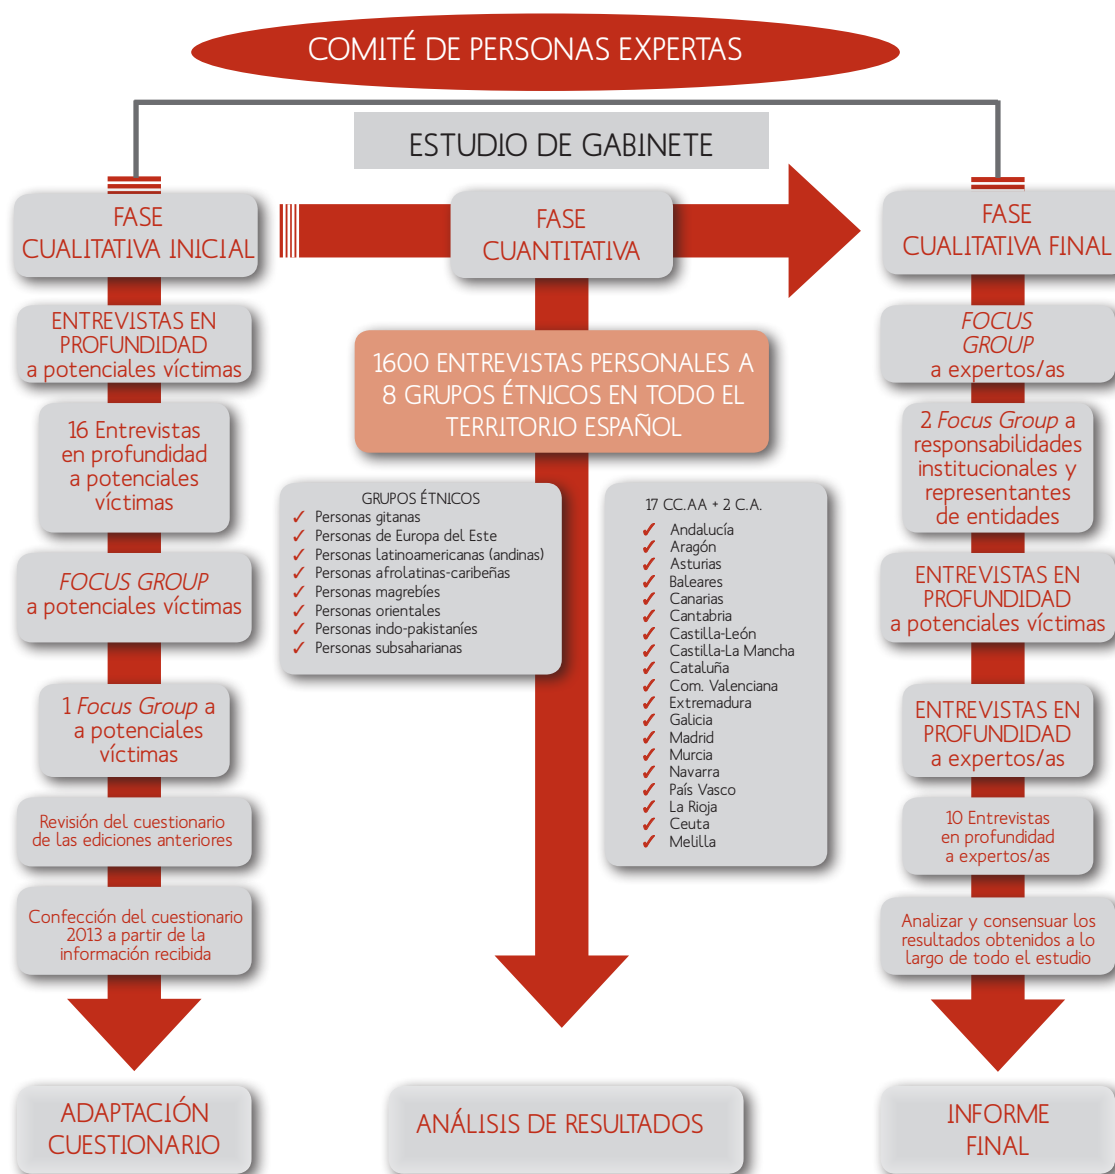 COMITÉ DE PERSONAS EXPERTAS
ESTUDIO DE GABINETE
FASE
CUALITATIVA INICIAL
ENTREVISTAS EN
PROFUNDIDAD
a potenciales víctimas
16 Entrevistas
en profundidad
a potenciales
víctimas
FOCUS GROUP
a potenciales víctimas
1 Focus Group a
a potenciales
víctimas
Revisión del cuestionario
de las ediciones anteriores
Confección del cuestionario
2013 a partir de la
información recibida
ADAPTACIÓN
CUESTIONARIO
FASE
CUANTITATIVA
1600 ENTREVISTAS PERSONALES A
8 GRUPOS ÉTNICOS EN TODO EL
TERRITORIO ESPAÑOL
GRUPOS ÉTNICOS
✓ Personas gitanas
✓ Personas de Europa del Este
✓ Personas latinoamericanas (andinas)
✓ Personas afrolatinas-caribeñas
✓ Personas magrebíes
✓ Personas orientales
✓ Personas indo-pakistaníes
✓ Personas subsaharianas
17 CC.AA + 2 C.A.
✓ Andalucía
✓ Aragón
✓ Asturias
✓ Baleares
✓ Canarias
✓ Cantabria
✓ Castilla-León
✓ Castilla-La Mancha
✓ Cataluña
✓ Com. Valenciana
✓ Extremadura
✓ Galicia
✓ Madrid
✓ Murcia
✓ Navarra
✓ País Vasco
✓ La Rioja
✓ Ceuta
✓ Melilla
ANÁLISIS DE RESULTADOS
FASE
CUALITATIVA FINAL
FOCUS
GROUP
a expertos/as
2 Focus Group a
responsabilidades
institucionales y
representantes
de entidades
ENTREVISTAS EN
PROFUNDIDAD
a potenciales víctimas
ENTREVISTAS EN
PROFUNDIDAD
a expertos/as
10 Entrevistas
en profundidad
a expertos/as
Analizar y consensuar los
resultados obtenidos a lo
largo de todo el estudio
INFORME
FINAL